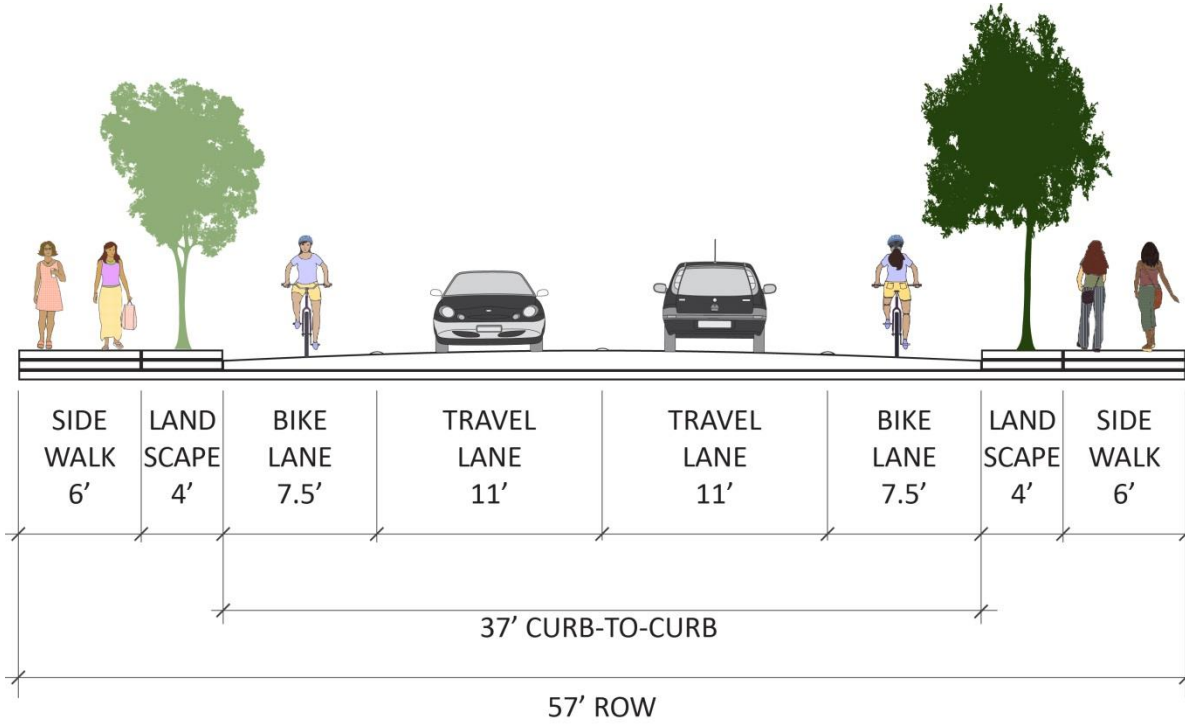 SIDE
WALK
6’
LAND
SCAPE
4’
BIKE
LANE
7.5’
TRAVEL
LANE
11’
TRAVEL
LANE
11’
BIKE
LANE
7.5’
LAND
SCAPE
4’
SIDE
WALK
6’
37’ CURB-TO-CURB
57’ ROW